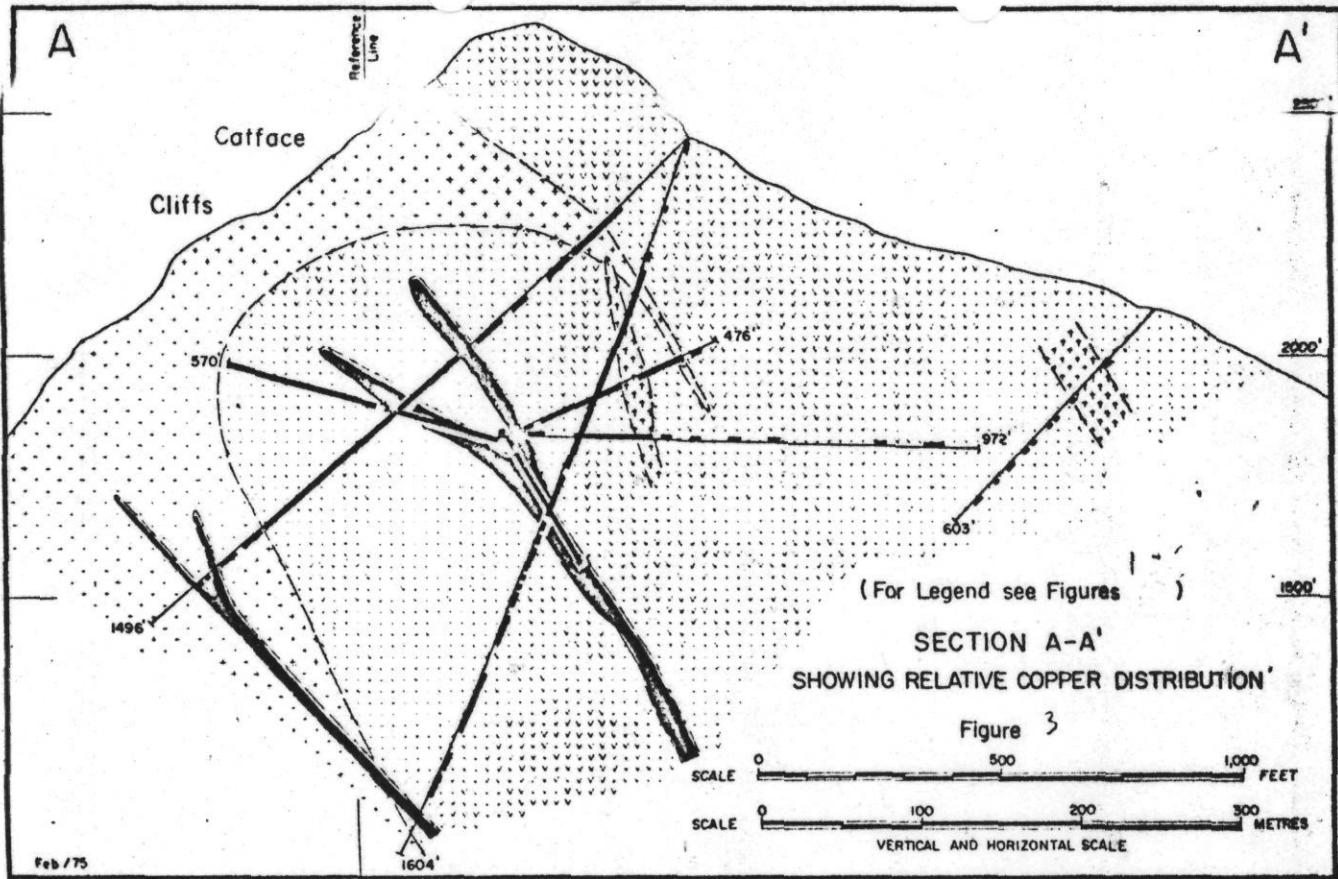 A
Reference
Line
A'
Catface
Cliffs
570'
476'
2000'
972'
603'
1500'
1496'
(For Legend see Figures )
SECTION A-A'
SHOWING RELATIVE COPPER DISTRIBUTION'
Figure 3
SCALE 0 500 1,000 FEET
SCALE 0 100 200 300 METRES
VERTICAL AND HORIZONTAL SCALE
Feb/75
1604'